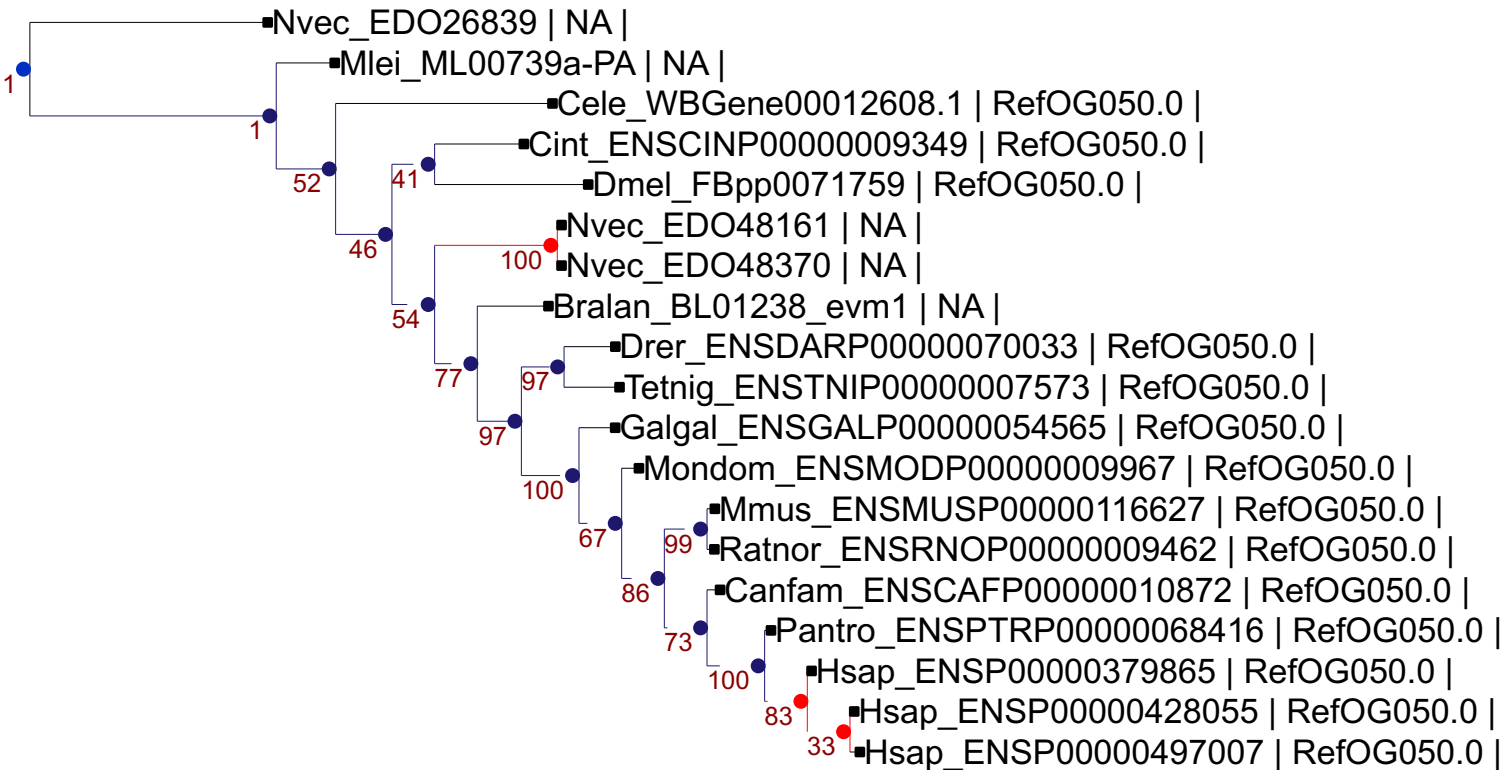 Nvec_EDO26839 | NA |
1
Mlei_ML00739a-PA | NA |
1
Cele_WBGene00012608.1 | RefOG050.0 |
52
Cint_ENSCINP00000009349 | RefOG050.0 |
41
Dmel_FBpp0071759 | RefOG050.0 |
46
Nvec_EDO48161 | NA |
100
Nvec_EDO48370 | NA |
54
Bralan_BL01238_evm1 | NA |
77
Drer_ENSDARP00000070033 | RefOG050.0 |
97
Tetnig_ENSTNIP00000007573 | RefOG050.0 |
97
Galgal_ENSGALP00000054565 | RefOG050.0 |
100
Mondom_ENSMODP00000009967 | RefOG050.0 |
67
Mmus_ENSMUSP00000116627 | RefOG050.0 |
99
Ratnor_ENSRNOP00000009462 | RefOG050.0 |
86
Canfam_ENSCAFP00000010872 | RefOG050.0 |
73
Pantro_ENSPTRP00000068416 | RefOG050.0 |
100
Hsap_ENSP00000379865 | RefOG050.0 |
83
Hsap_ENSP00000428055 | RefOG050.0 |
33
Hsap_ENSP00000497007 | RefOG050.0 |